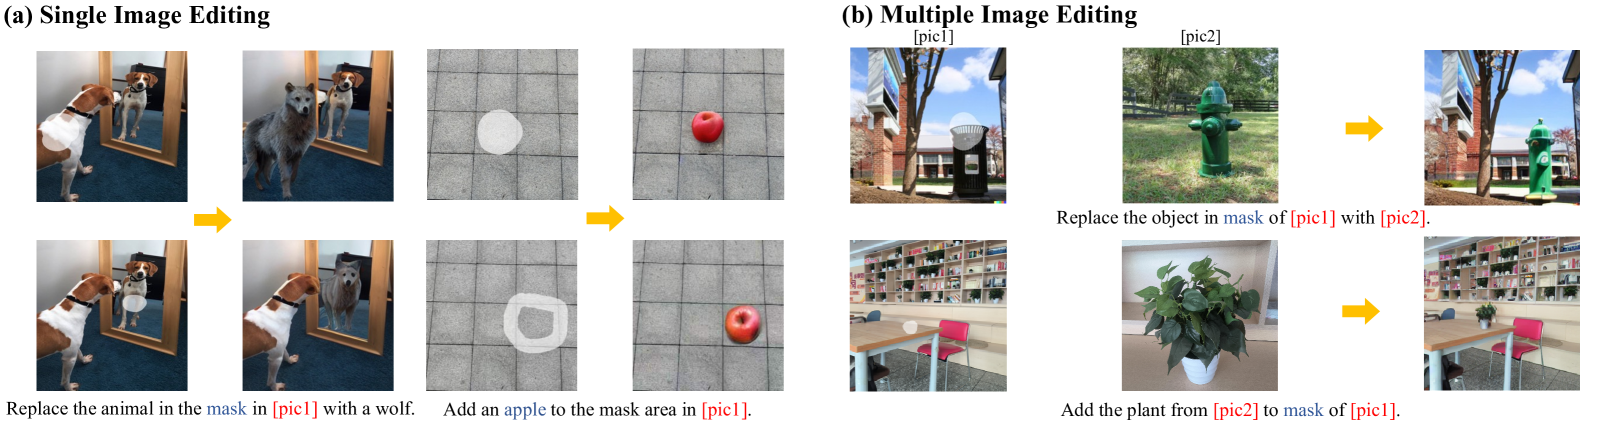 (a) Single Image Editing
Replace the animal in the mask in [pic1] with a wolf.
Add an apple to the mask area in [pic1].
(b) Multiple Image Editing
[pic1]
[pic2]
Replace the object in mask of [pic1] with [pic2].
Add the plant from [pic2] to mask of [pic1].